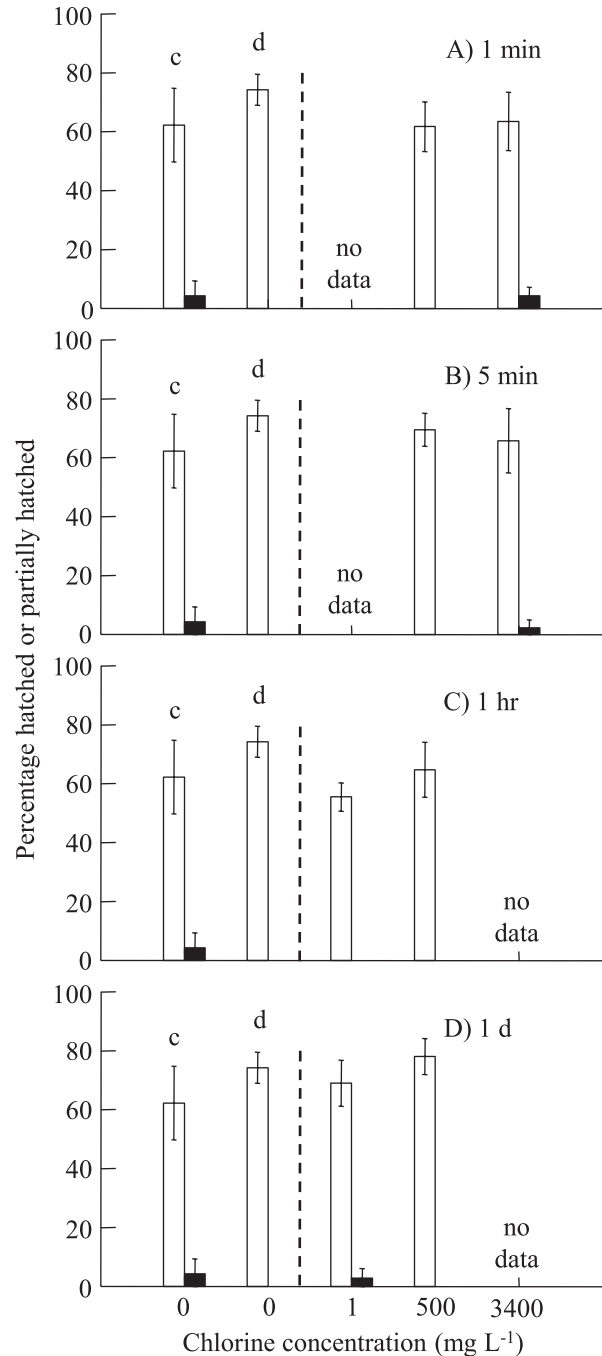 Percentage hatched or partially hatched
100
80
60
40
20
0
c
d
A) 1 min
no
data
100
80
60
40
20
0
c
d
B) 5 min
no
data
100
80
60
40
20
0
c
d
C) 1 hr
no
data
100
80
60
40
20
0
c
d
D) 1 d
no
data
0 0 1 500 3400
Chlorine concentration (mg L⁻¹)